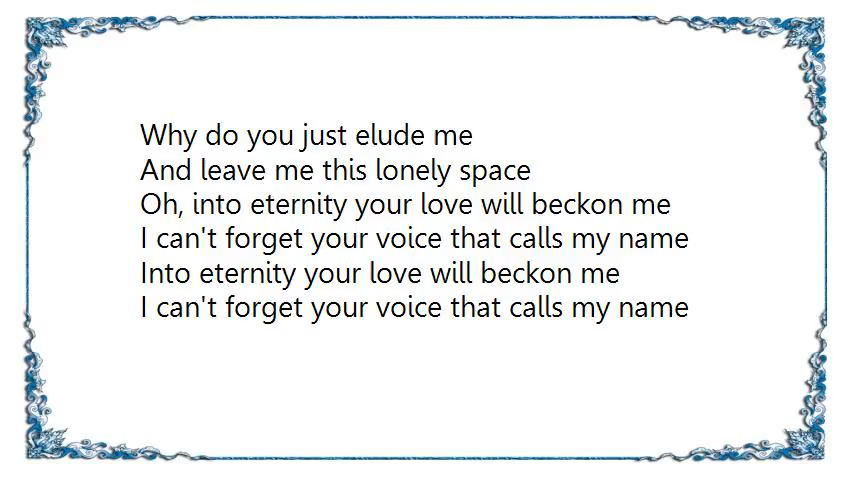 Why do you just elude me
And leave me this lonely space
Oh, into eternity your love will beckon me
I can't forget your voice that calls my name
Into eternity your love will beckon me
I can't forget your voice that calls my name